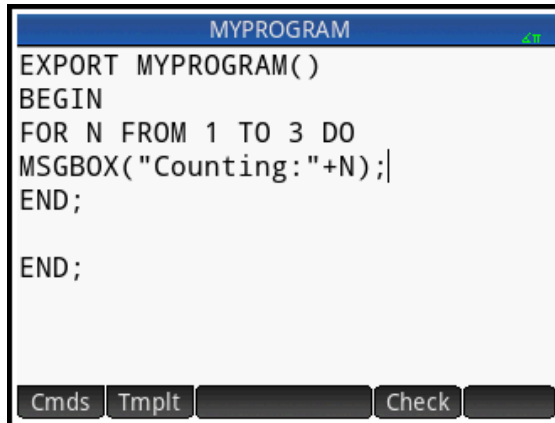 MYPROGRAM
∡π
EXPORT MYPROGRAM()
BEGIN
FOR N FROM 1 TO 3 DO
MSGBOX("Counting:"+N);
END;
END;
Cmds Tmplt Check